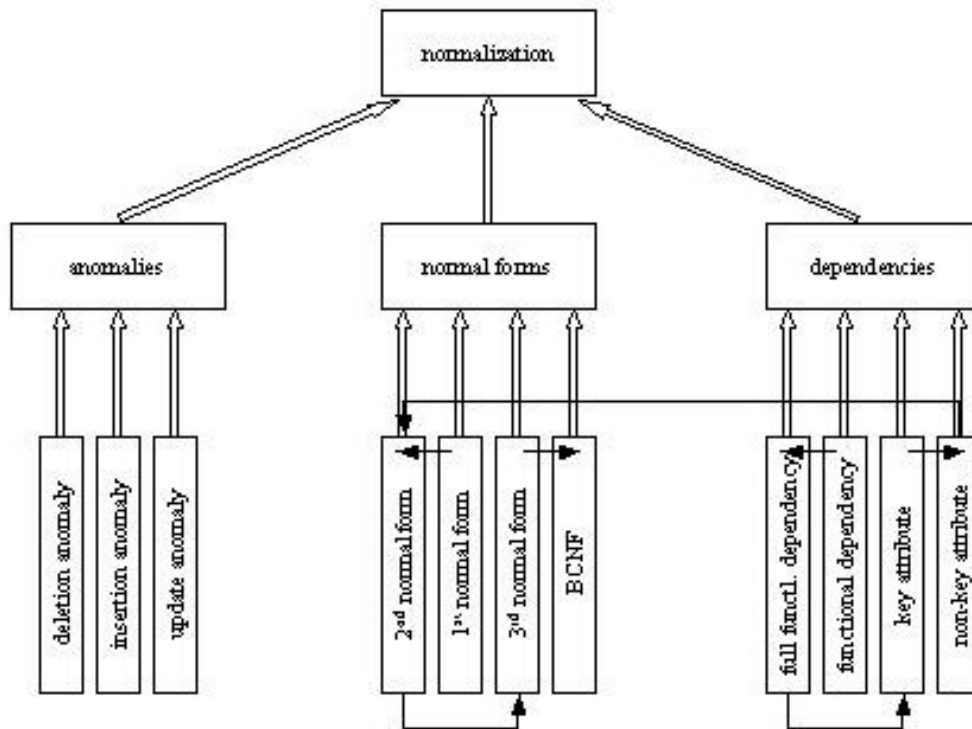 normalization
anomalies
normal forms
dependencies
deletion anomaly
insertion anomaly
update anomaly
2nd normal form
1st normal form
3rd normal form
BCNF
full functl. dependency
functional dependency
key attribute
non-key attribute